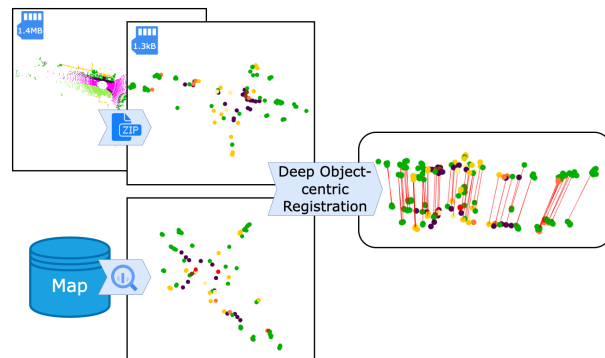 1.4MB
1.3kB
ZIP
Deep Object-
centric
Registration
Map